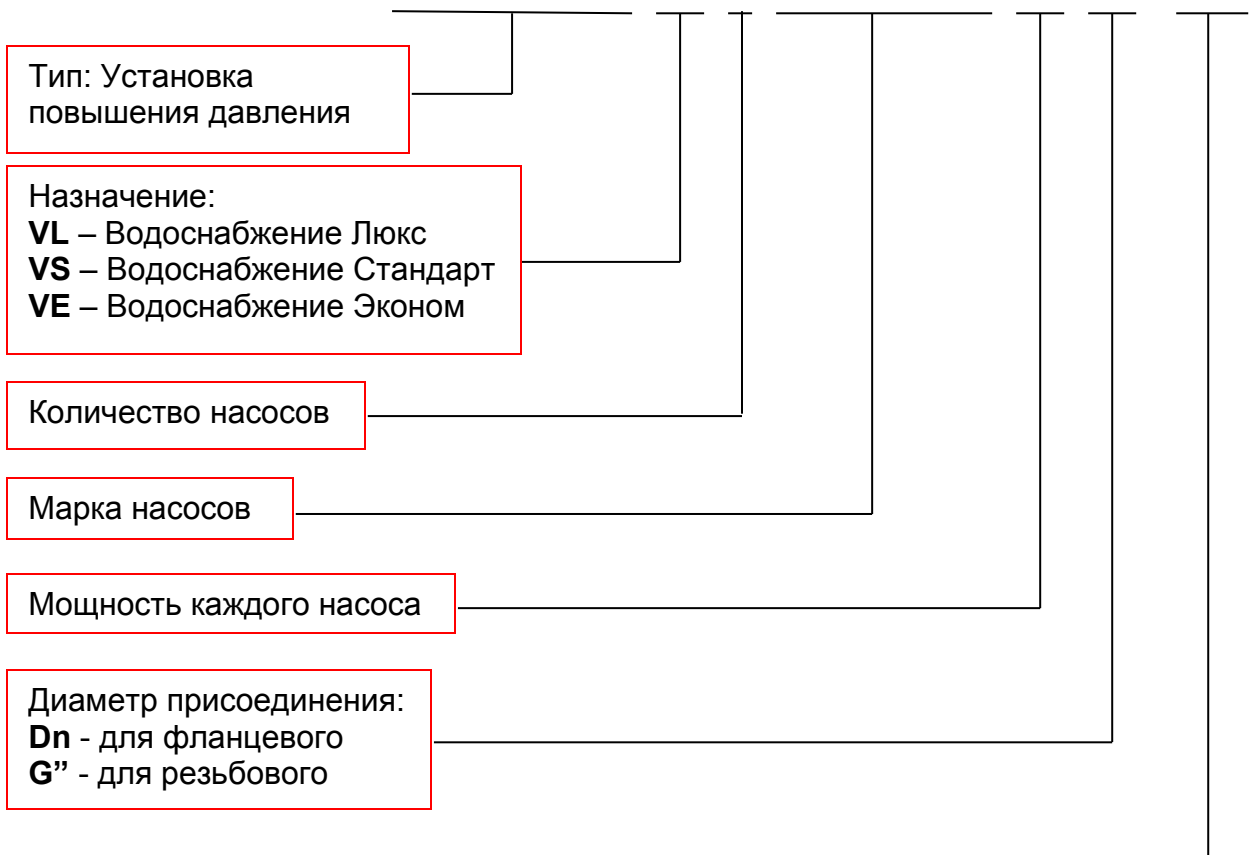 Тип: Установка
повышения давления
Назначение:
VL – Водоснабжение Люкс
VS – Водоснабжение Стандарт
VE – Водоснабжение Эконом
Количество насосов
Марка насосов
Мощность каждого насоса
Диаметр присоединения:
Dn - для фланцевого
G” - для резьбового